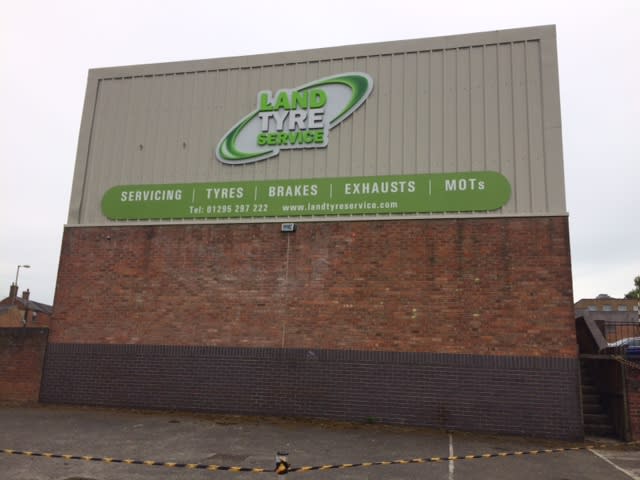 LAND
TYRE
SERVICE
SERVICING | TYRES | BRAKES | EXHAUSTS | MOTs
Tel: 01295 297 222 www.landtyreservice.com